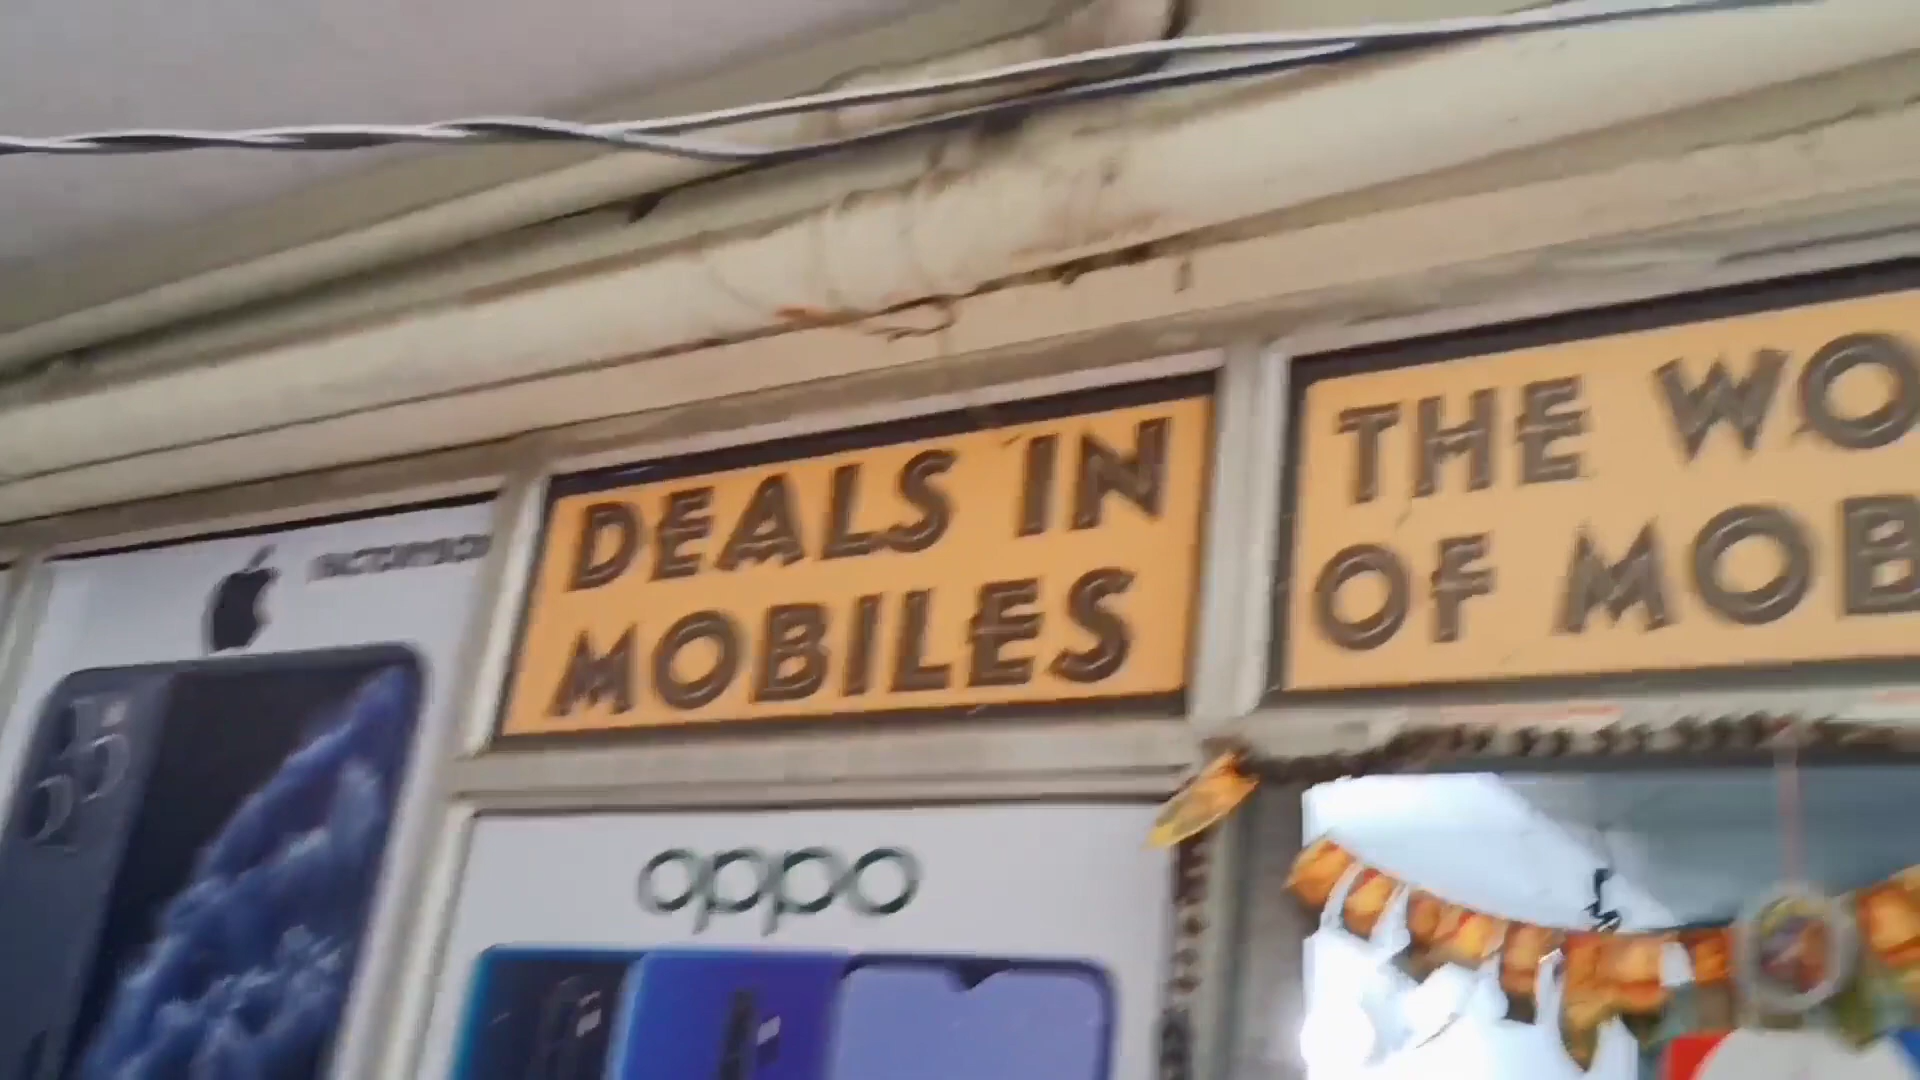 DEALS IN
MOBILES
THE WO
OF MOB
oppo